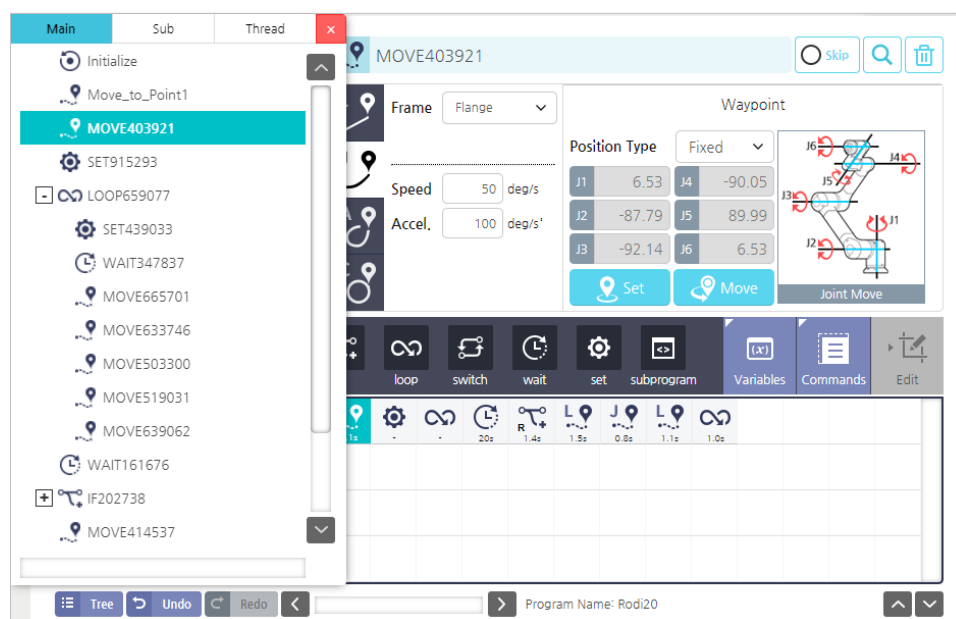 Main Sub Thread ×
Initialize
Move_to_Point1
MOVE403921
SET915293
LOOP659077
SET439033
WAIT347837
MOVE665701
MOVE633746
MOVE503300
MOVE519031
MOVE639062
WAIT161676
IF202738
MOVE414537
MOVE403921 Skip
Frame Flange
Speed 50 deg/s
Accel. 100 deg/s²
Waypoint
Position Type Fixed
J1 6.53 J4 -90.05
J2 -87.79 J5 89.99
J3 -92.14 J6 6.53
Set Move
J6
J4
J5
J3
J1
J2
Joint Move
loop switch wait set subprogram (x) Variables Commands Edit
L J L
R
1s - - 20s 1.4s 1.5s 0.8s 1.1s 1.0s
Tree Undo Redo Program Name: Rodi20